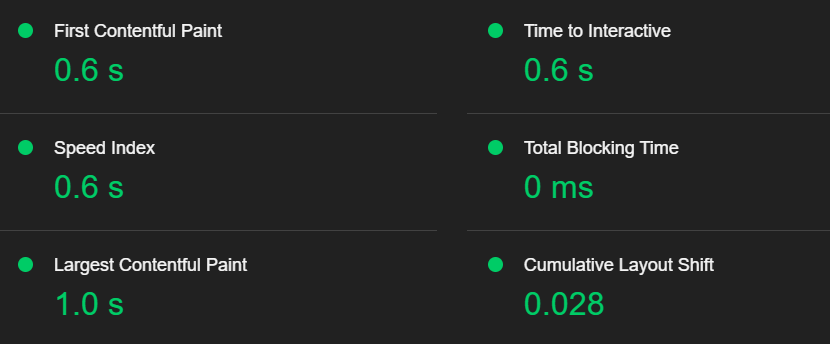 First Contentful Paint
0.6 s
Time to Interactive
0.6 s
Speed Index
0.6 s
Total Blocking Time
0 ms
Largest Contentful Paint
1.0 s
Cumulative Layout Shift
0.028